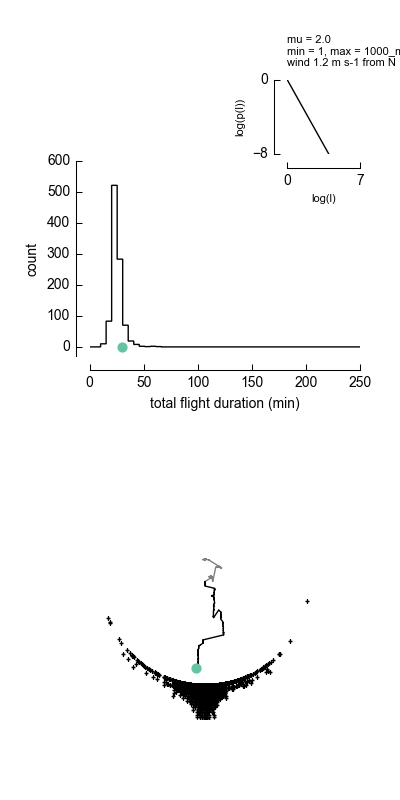 mu = 2.0
min = 1, max = 1000_m
wind 1.2 m s-1 from N
0
log(p(l))
−8
0
7
log(l)
600
500
400
300
200
100
0
count
0
50
100
150
200
250
total flight duration (min)